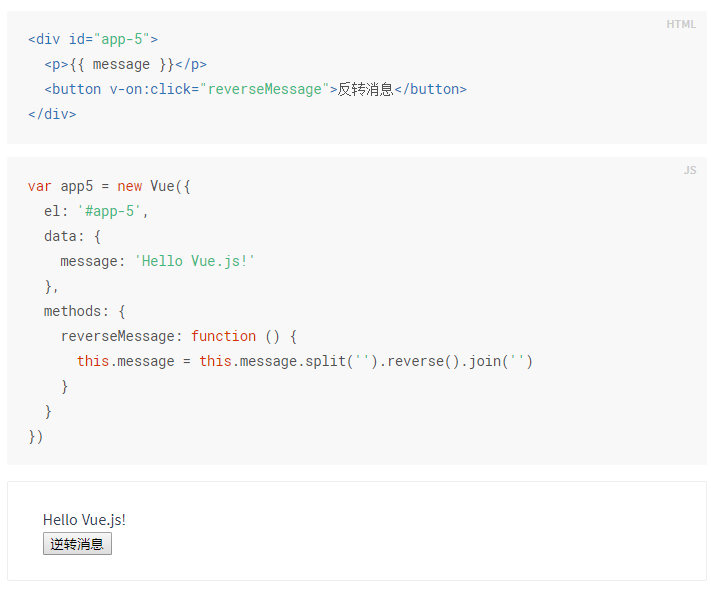 HTML
<div id="app-5">
  <p>{{ message }}</p>
  <button v-on:click="reverseMessage">反转消息</button>
</div>
JS
var app5 = new Vue({
  el: '#app-5',
  data: {
    message: 'Hello Vue.js!'
  },
  methods: {
    reverseMessage: function () {
      this.message = this.message.split('').reverse().join('')
    }
  }
})
Hello Vue.js!
逆转消息